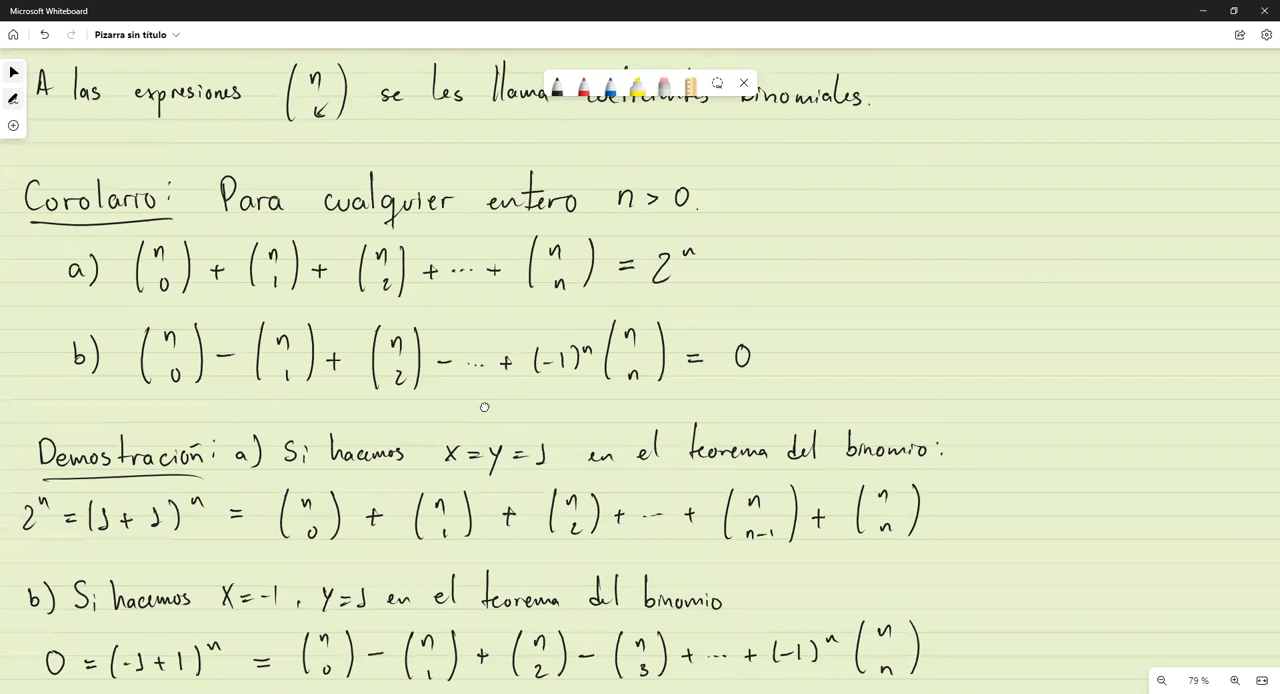 Microsoft Whiteboard
Pizarra sin título
A las expresiones (n r) se les llama coeficientes binomiales.
Corolario: Para cualquier entero n > 0.
a) (n 0) + (n 1) + (n 2) + ... + (n n) = 2^n
b) (n 0) - (n 1) + (n 2) - ... + (-1)^n (n n) = 0
Demostración: a) Si hacemos x = y = 1 en el teorema del binomio:
2^n = (1 + 1)^n = (n 0) + (n 1) + (n 2) + ... + (n n-1) + (n n)
b) Si hacemos x = -1, y = 1 en el teorema del binomio
0 = (-1 + 1)^n = (n 0) - (n 1) + (n 2) - (n 3) + ... + (-1)^n (n n)
79 %